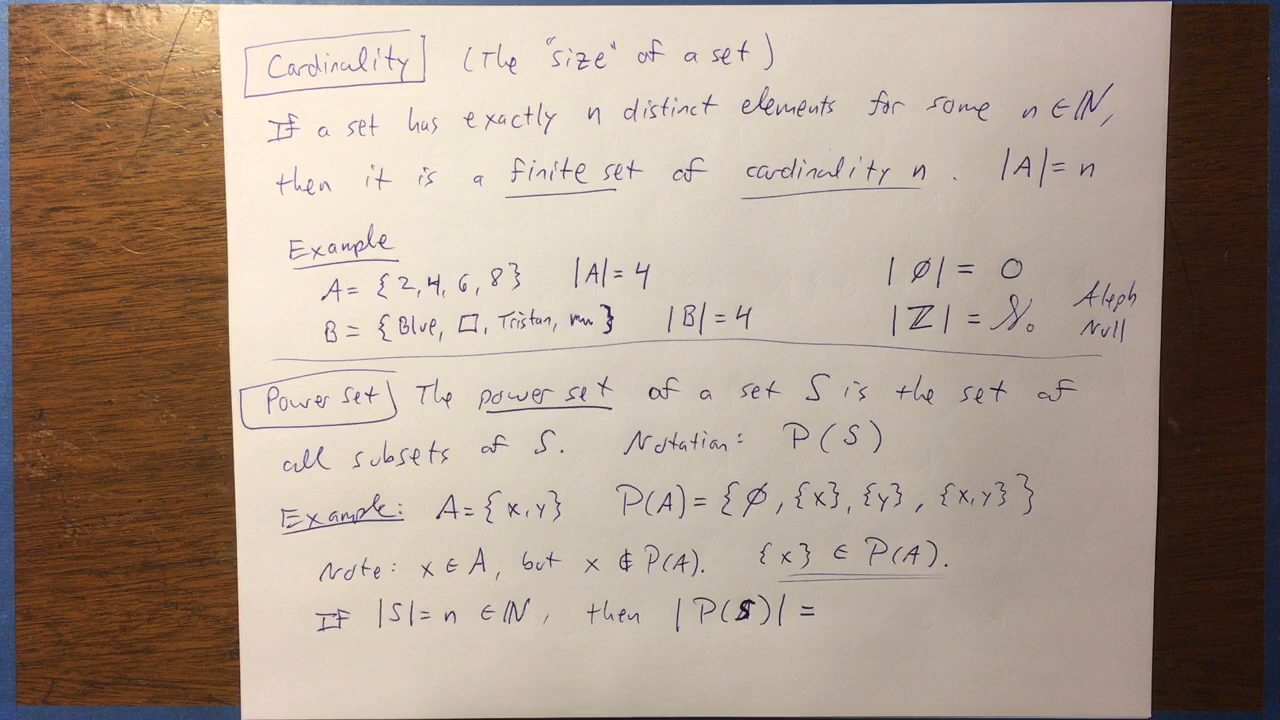 Cardinality (The "size" of a set)
If a set has exactly n distinct elements for some n ∈ ℕ,
then it is a finite set of cardinality n. |A| = n
Example
A = {2, 4, 6, 8} |A| = 4 |∅| = 0
B = {Blue, □, Tristan, } |B| = 4 |ℤ| = ℵ₀ Aleph Null
Power set The power set of a set S is the set of
all subsets of S. Notation: P(S)
Example: A = {x, y} P(A) = {∅, {x}, {y}, {x, y}}
Note: x ∈ A, but x ∉ P(A). {x} ∈ P(A).
If |S| = n ∈ ℕ, then |P(S)| =